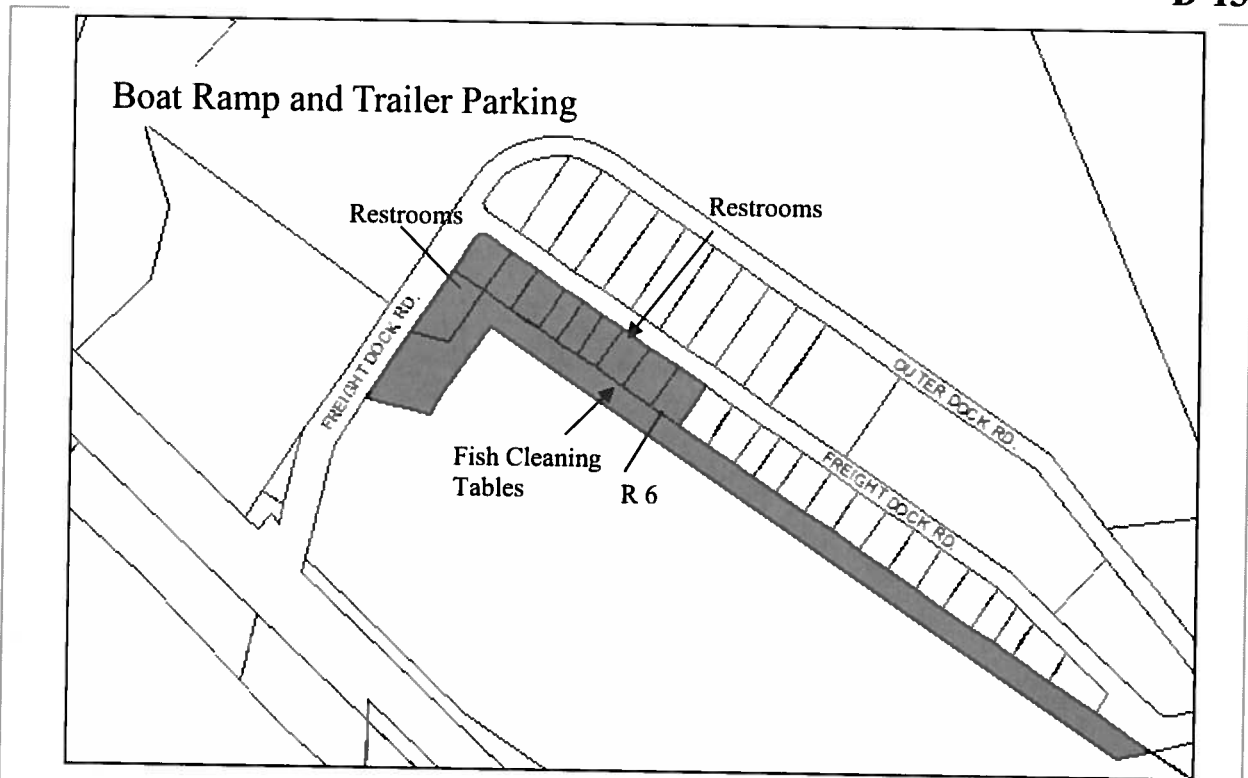 Boat Ramp and Trailer Parking
Restrooms
Restrooms
FREIGHT DOCK RD.
OUTER DOCK RD.
FREIGHT DOCK RD.
Fish Cleaning
Tables
R 6